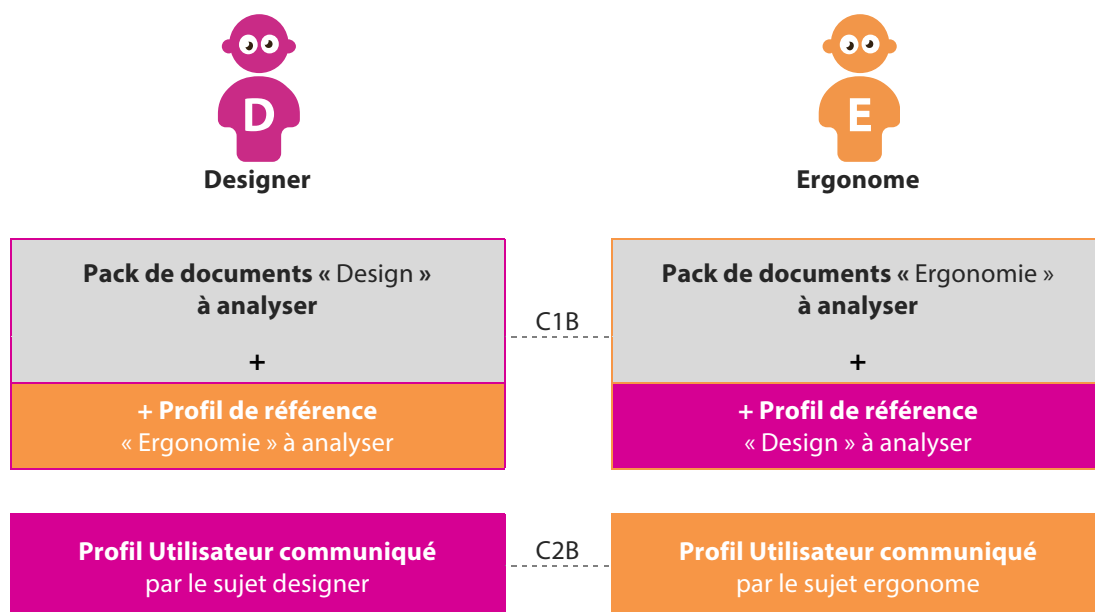 D
E
Designer
Ergonome
Pack de documents « Design »
à analyser
+
+ Profil de référence
« Ergonomie » à analyser
C1B
Pack de documents « Ergonomie »
à analyser
+
+ Profil de référence
« Design » à analyser
Profil Utilisateur communiqué
par le sujet designer
C2B
Profil Utilisateur communiqué
par le sujet ergonome